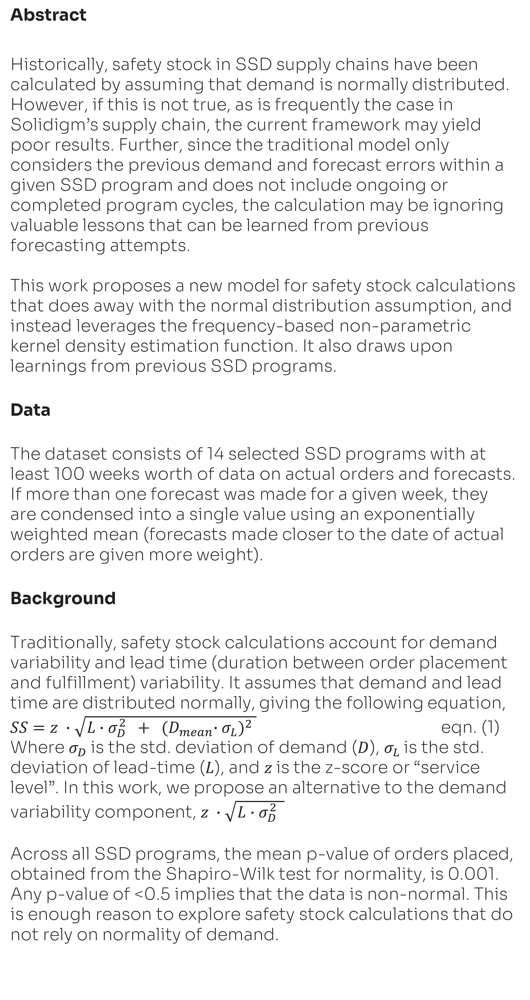 Abstract
Historically, safety stock in SSD supply chains have been
calculated by assuming that demand is normally distributed.
However, if this is not true, as is frequently the case in
Solidigm’s supply chain, the current framework may yield
poor results. Further, since the traditional model only
considers the previous demand and forecast errors within a
given SSD program and does not include ongoing or
completed program cycles, the calculation may be ignoring
valuable lessons that can be learned from previous
forecasting attempts.
This work proposes a new model for safety stock calculations
that does away with the normal distribution assumption, and
instead leverages the frequency-based non-parametric
kernel density estimation function. It also draws upon
learnings from previous SSD programs.
Data
The dataset consists of 14 selected SSD programs with at
least 100 weeks worth of data on actual orders and forecasts.
If more than one forecast was made for a given week, they
are condensed into a single value using an exponentially
weighted mean (forecasts made closer to the date of actual
orders are given more weight).
Background
Traditionally, safety stock calculations account for demand
variability and lead time (duration between order placement
and fulfillment) variability. It assumes that demand and lead
time are distributed normally, giving the following equation,
SS = z · √(L · σ_D^2 + (D_mean · σ_L)^2) eqn. (1)
Where σ_D is the std. deviation of demand (D), σ_L is the std.
deviation of lead-time (L), and z is the z-score or “service
level”. In this work, we propose an alternative to the demand
variability component, z · √(L · σ_D^2)
Across all SSD programs, the mean p-value of orders placed,
obtained from the Shapiro-Wilk test for normality, is 0.001.
Any p-value of <0.5 implies that the data is non-normal. This
is enough reason to explore safety stock calculations that do
not rely on normality of demand.